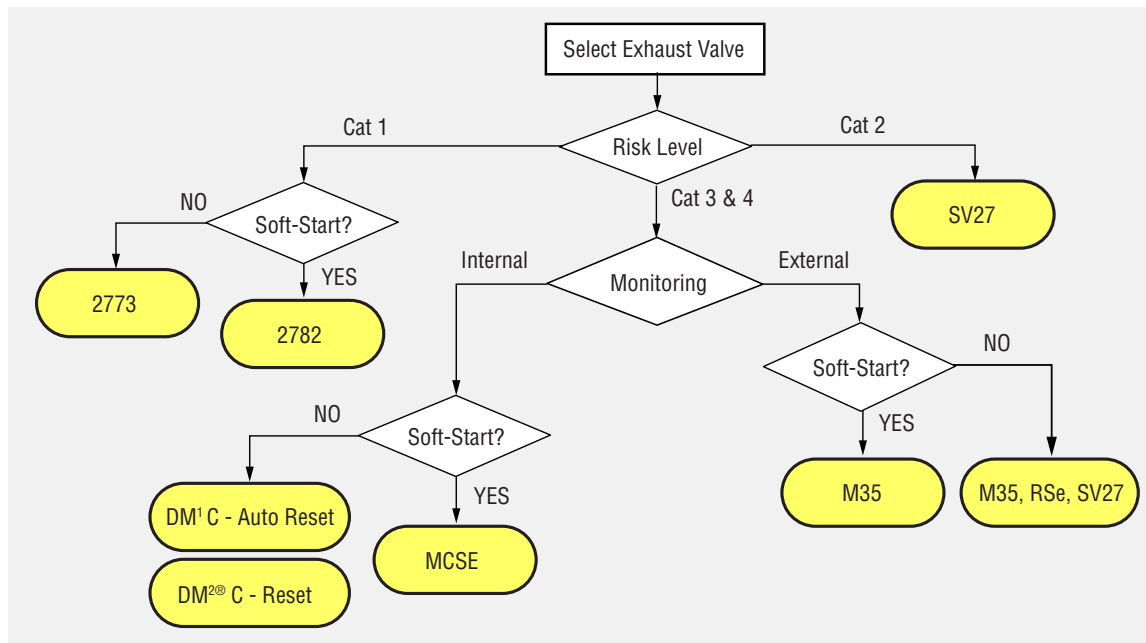 Select Exhaust Valve
Cat 1
Cat 2
Risk Level
NO
Soft-Start?
Cat 3 & 4
SV27
YES
Internal
External
Monitoring
2773
2782
Soft-Start?
NO
NO
Soft-Start?
YES
YES
DM¹ C - Auto Reset
M35
M35, RSe, SV27
MCSE
DM²® C - Reset